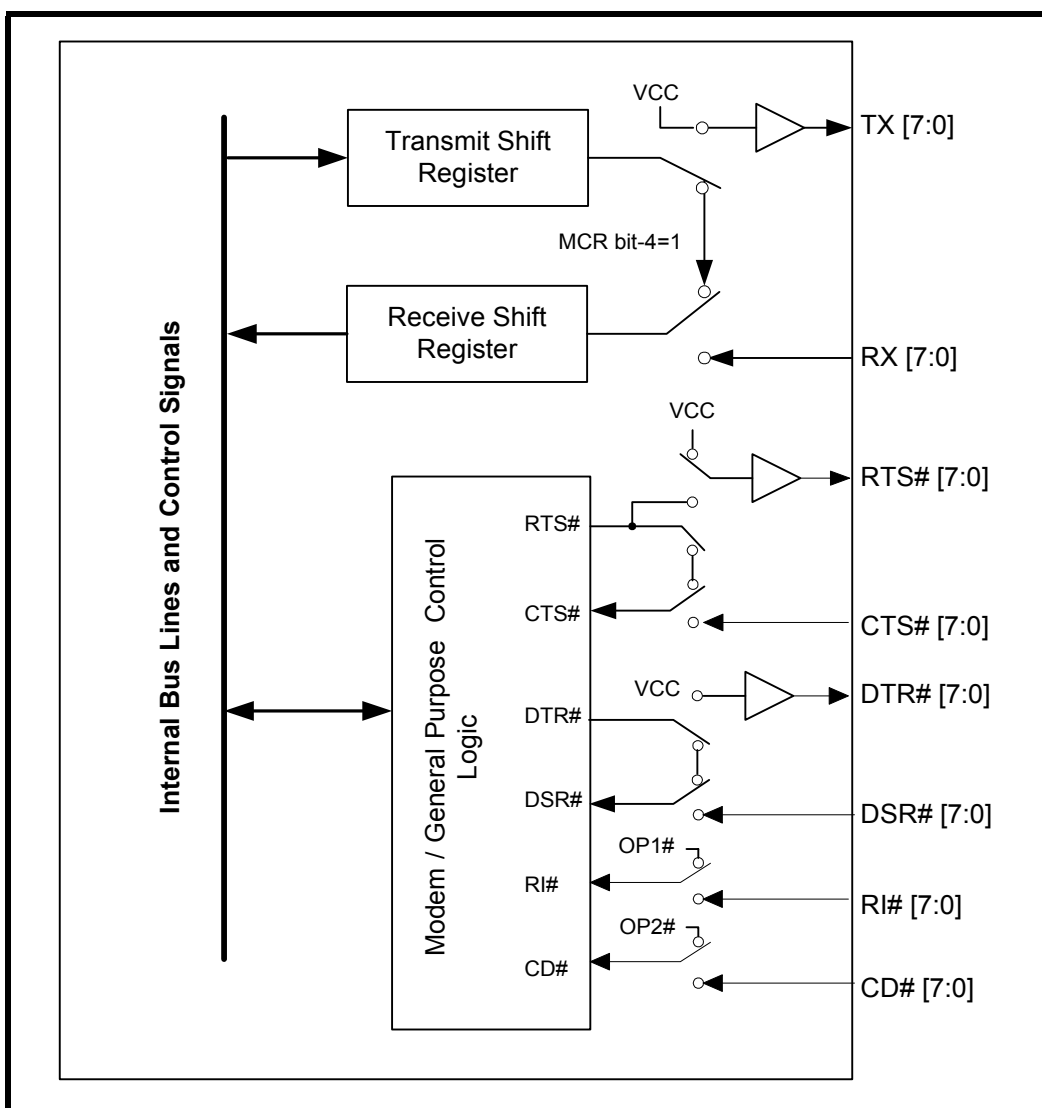 VCC
TX [7:0]
Transmit Shift
Register
MCR bit-4=1
Receive Shift
Register
RX [7:0]
Internal Bus Lines and Control Signals
VCC
RTS# [7:0]
Modem / General Purpose Control
Logic
RTS#
CTS#
CTS# [7:0]
VCC
DTR# [7:0]
DTR#
DSR#
DSR# [7:0]
OP1#
RI#
RI# [7:0]
OP2#
CD#
CD# [7:0]